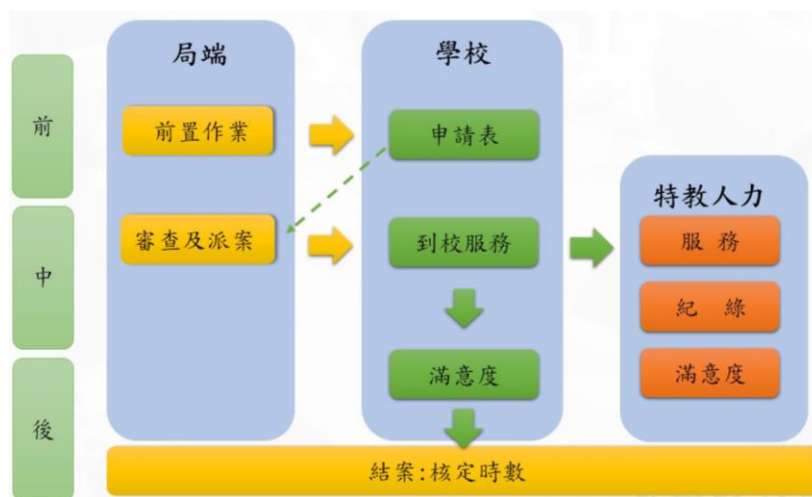 局端
學校
前
前置作業
申請表
特教人力
中
審查及派案
到校服務
服 務
紀 綠
滿意度
滿意度
後
結案:核定時數